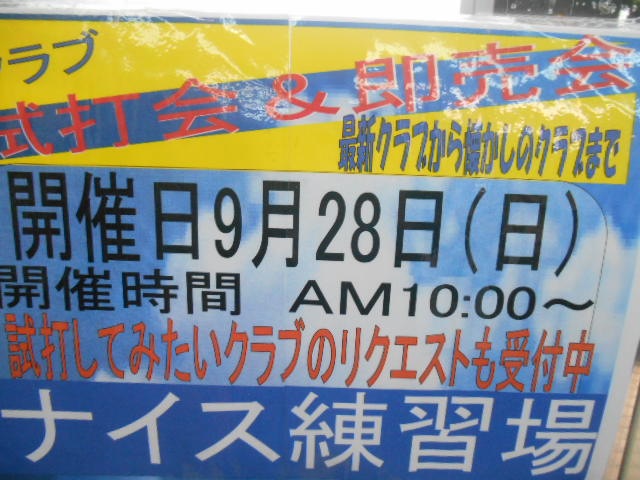 クラブ
試打会&即売会
最新クラブから懐かしのクラブまで
開催日9月28日(日)
開催時間 AM10:00～
試打してみたいクラブのリクエストも受付中
ナイス練習場